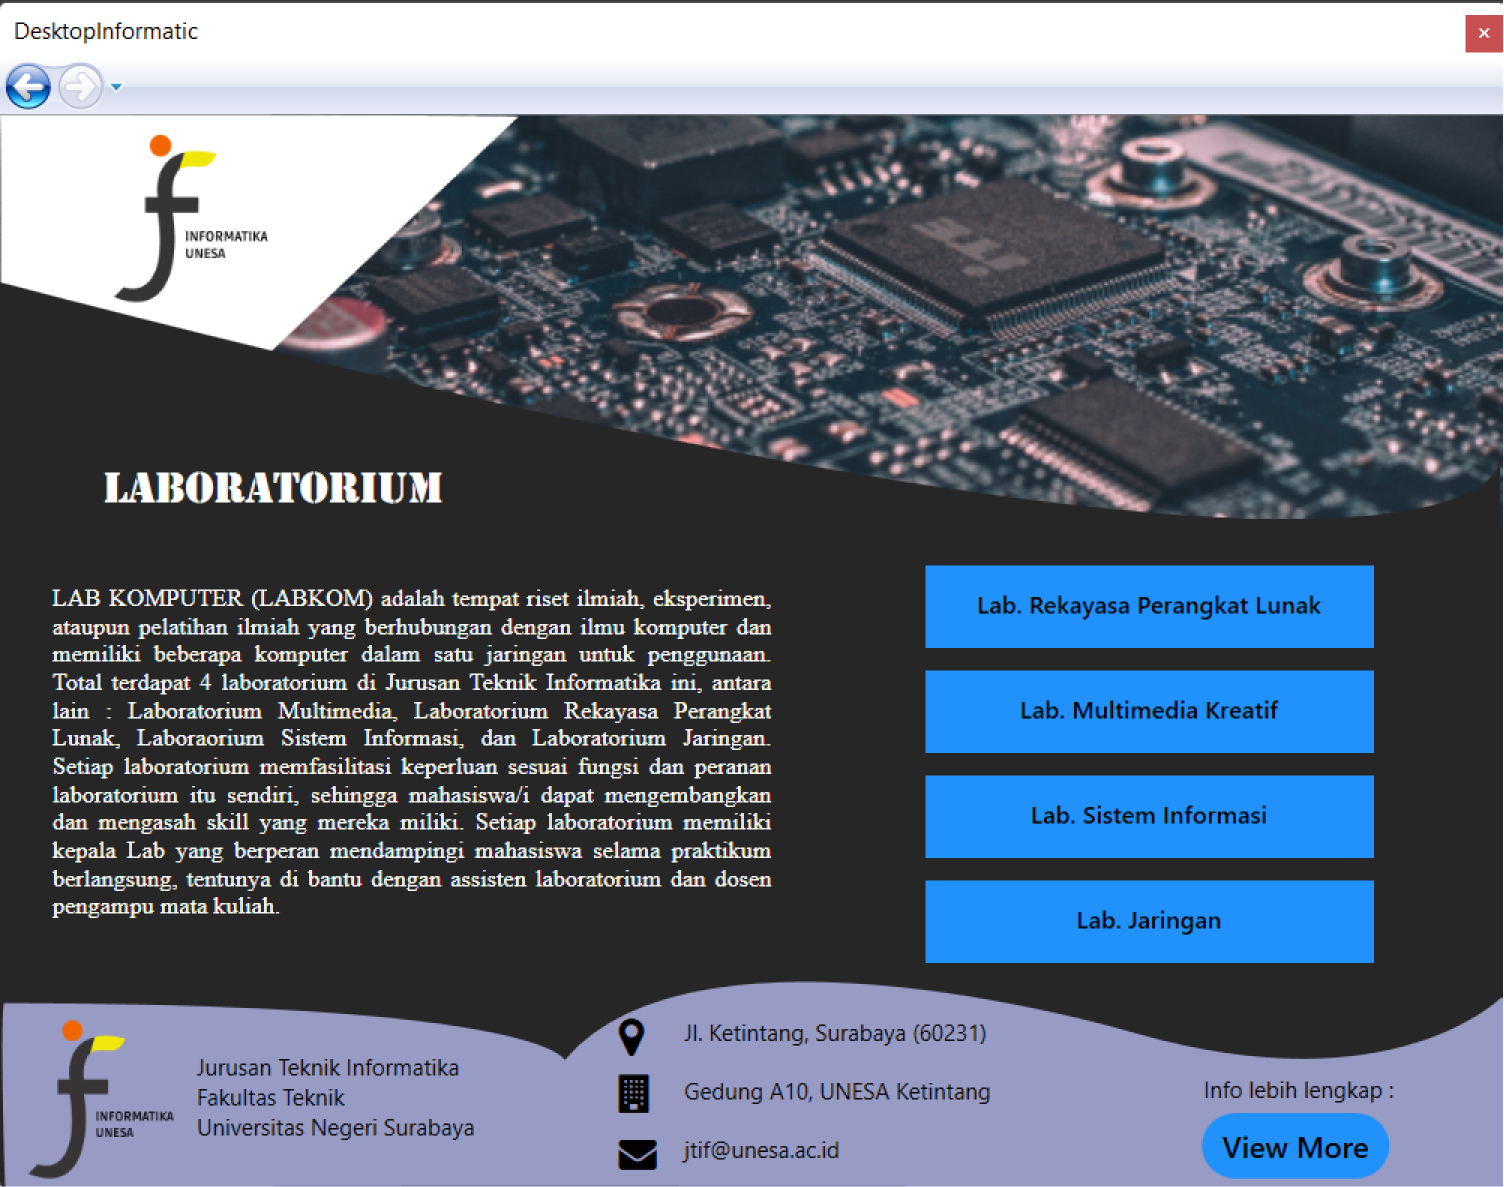 DesktopInformatic
INFORMATIKA
UNESA
LABORATORIUM
LAB KOMPUTER (LABKOM) adalah tempat riset ilmiah, eksperimen,
ataupun pelatihan ilmiah yang berhubungan dengan ilmu komputer dan
memiliki beberapa komputer dalam satu jaringan untuk penggunaan.
Total terdapat 4 laboratorium di Jurusan Teknik Informatika ini, antara
lain : Laboratorium Multimedia, Laboratorium Rekayasa Perangkat
Lunak, Laboraorium Sistem Informasi, dan Laboratorium Jaringan.
Setiap laboratorium memfasilitasi keperluan sesuai fungsi dan peranan
laboratorium itu sendiri, sehingga mahasiswa/i dapat mengembangkan
dan mengasah skill yang mereka miliki. Setiap laboratorium memiliki
kepala Lab yang berperan mendampingi mahasiswa selama praktikum
berlangsung, tentunya di bantu dengan assisten laboratorium dan dosen
pengampu mata kuliah.
Lab. Rekayasa Perangkat Lunak
Lab. Multimedia Kreatif
Lab. Sistem Informasi
Lab. Jaringan
INFORMATIKA
UNESA
Jurusan Teknik Informatika
Fakultas Teknik
Universitas Negeri Surabaya
Jl. Ketintang, Surabaya (60231)
Gedung A10, UNESA Ketintang
jtif@unesa.ac.id
Info lebih lengkap :
View More